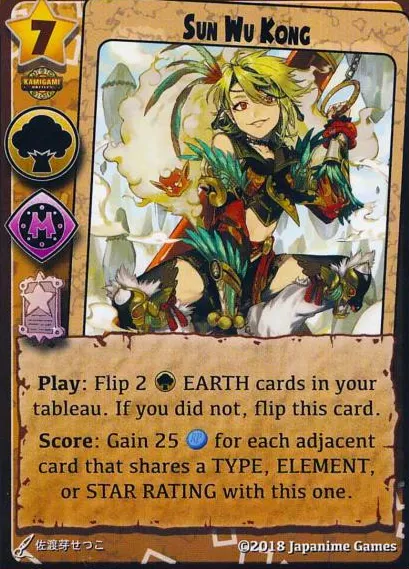 7
SUN WU KONG
KAMIGAMI
BATTLES
M
Play: Flip 2 EARTH cards in your
tableau. If you did not, flip this card.
Score: Gain 25 for each adjacent
card that shares a TYPE, ELEMENT,
or STAR RATING with this one.
佐渡芽せつこ
©2018 Japanime Games